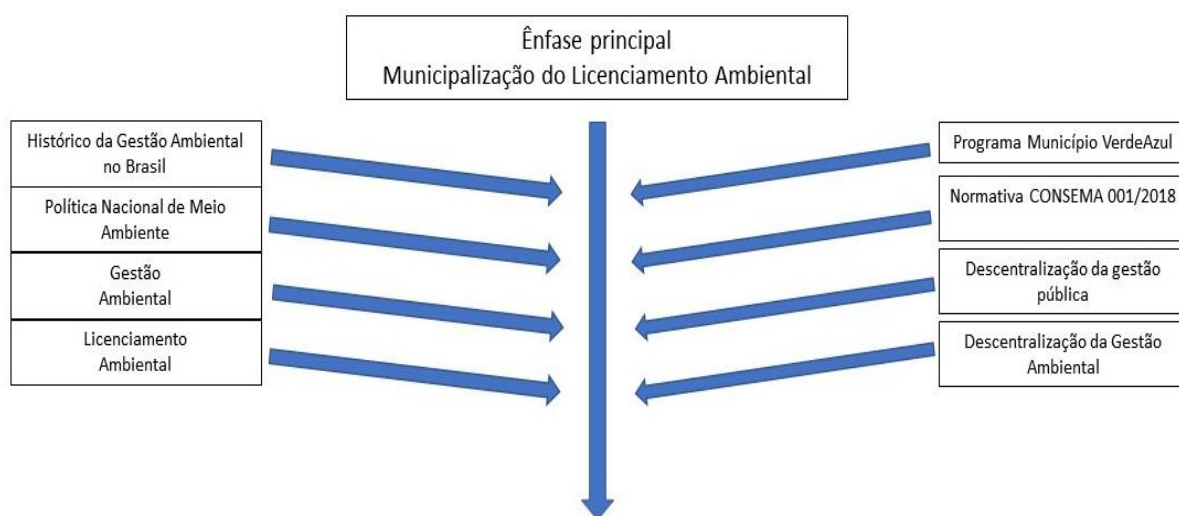 Ênfase principal
Municipalização do Licenciamento Ambiental
Histórico da Gestão Ambiental
no Brasil
Política Nacional de Meio
Ambiente
Gestão
Ambiental
Licenciamento
Ambiental
Programa Município VerdeAzul
Normativa CONSEMA 001/2018
Descentralização da gestão
pública
Descentralização da Gestão
Ambiental